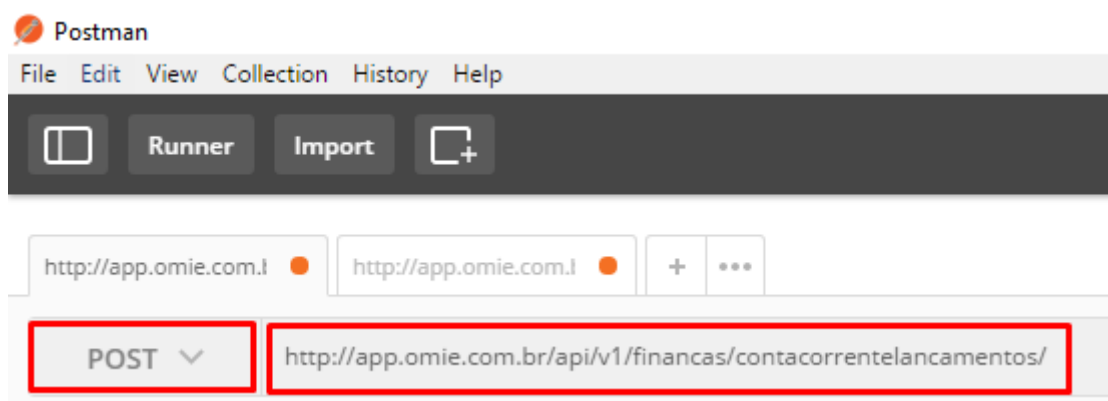 Postman
File Edit View Collection History Help
Runner Import
http://app.omie.com.b http://app.omie.com.b + •••
POST http://app.omie.com.br/api/v1/financas/contacorrentelancamentos/